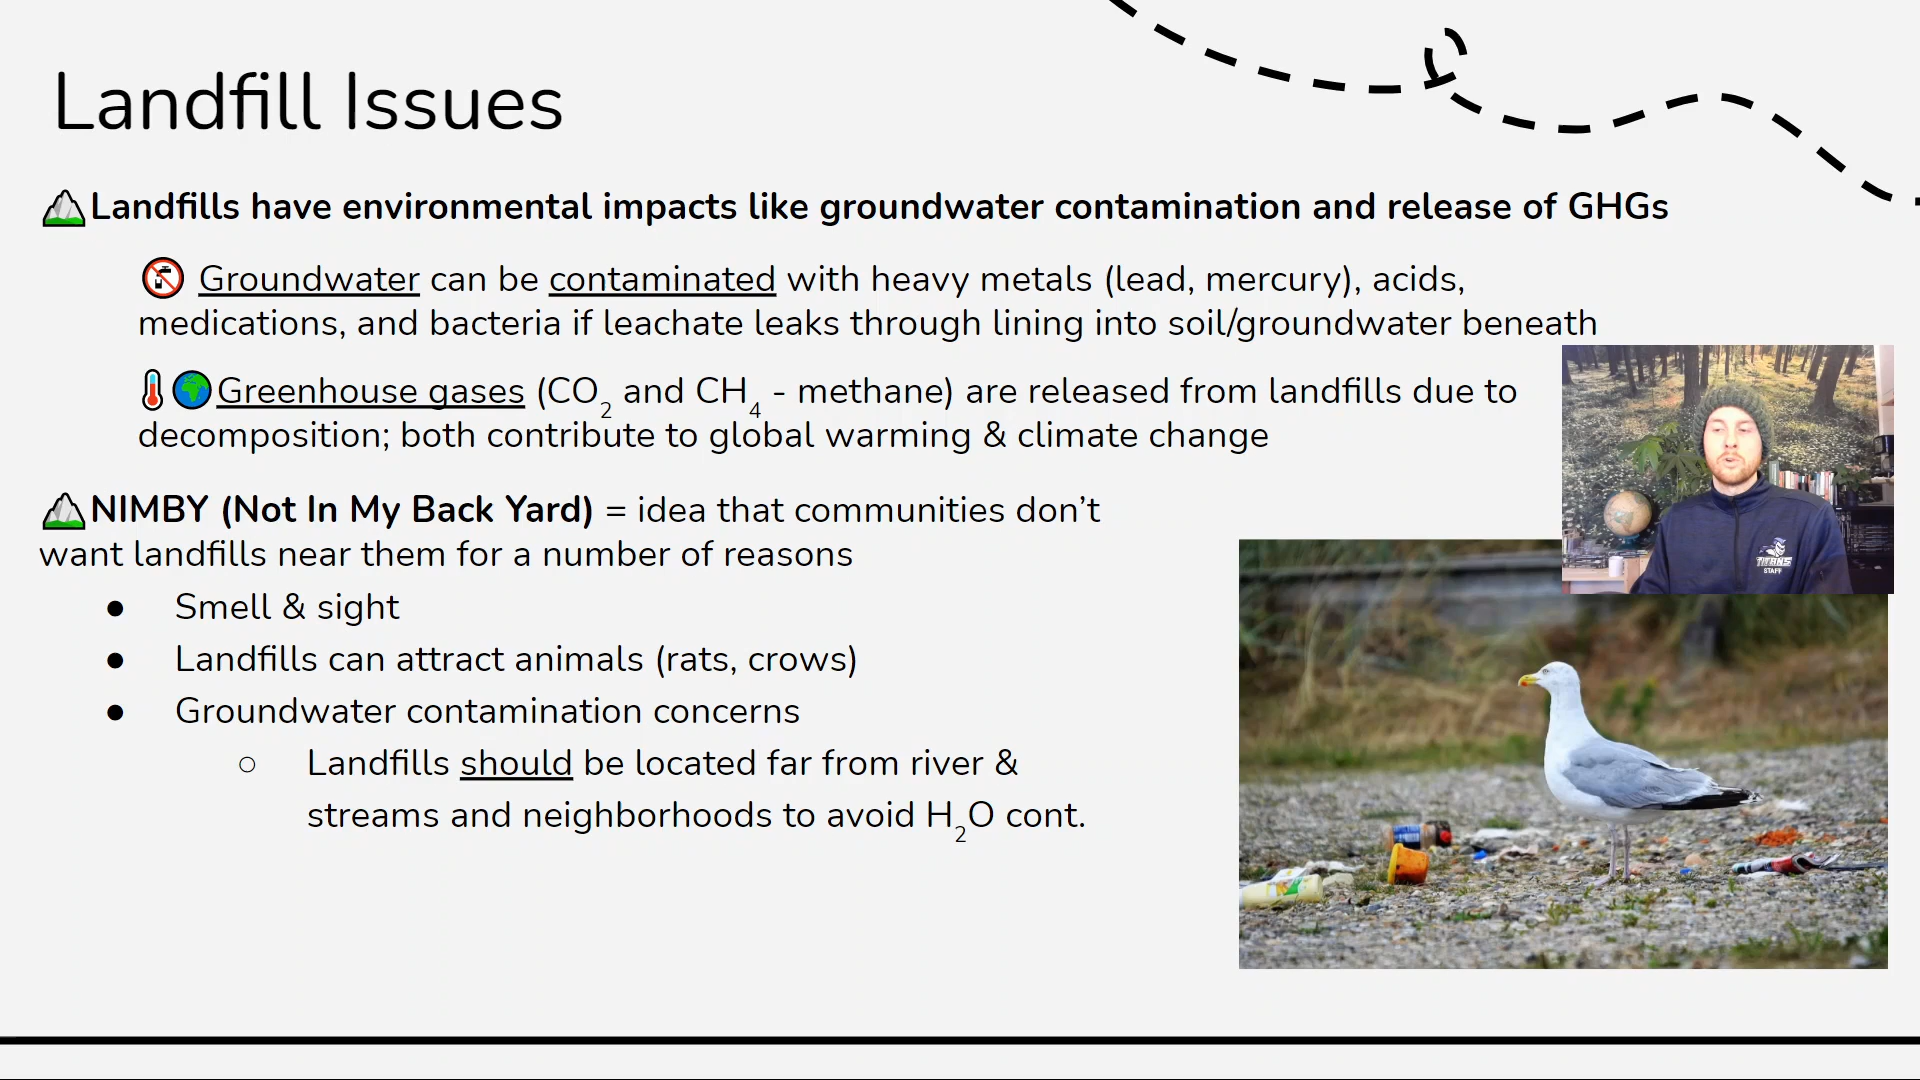 Landfill Issues
Landfills have environmental impacts like groundwater contamination and release of GHGs
Groundwater can be contaminated with heavy metals (lead, mercury), acids,
medications, and bacteria if leachate leaks through lining into soil/groundwater beneath
Greenhouse gases (CO₂ and CH₄ - methane) are released from landfills due to
decomposition; both contribute to global warming & climate change
NIMBY (Not In My Back Yard) = idea that communities don’t
want landfills near them for a number of reasons
● Smell & sight
● Landfills can attract animals (rats, crows)
● Groundwater contamination concerns
○ Landfills should be located far from river &
streams and neighborhoods to avoid H₂O cont.
TITANS
STAFF